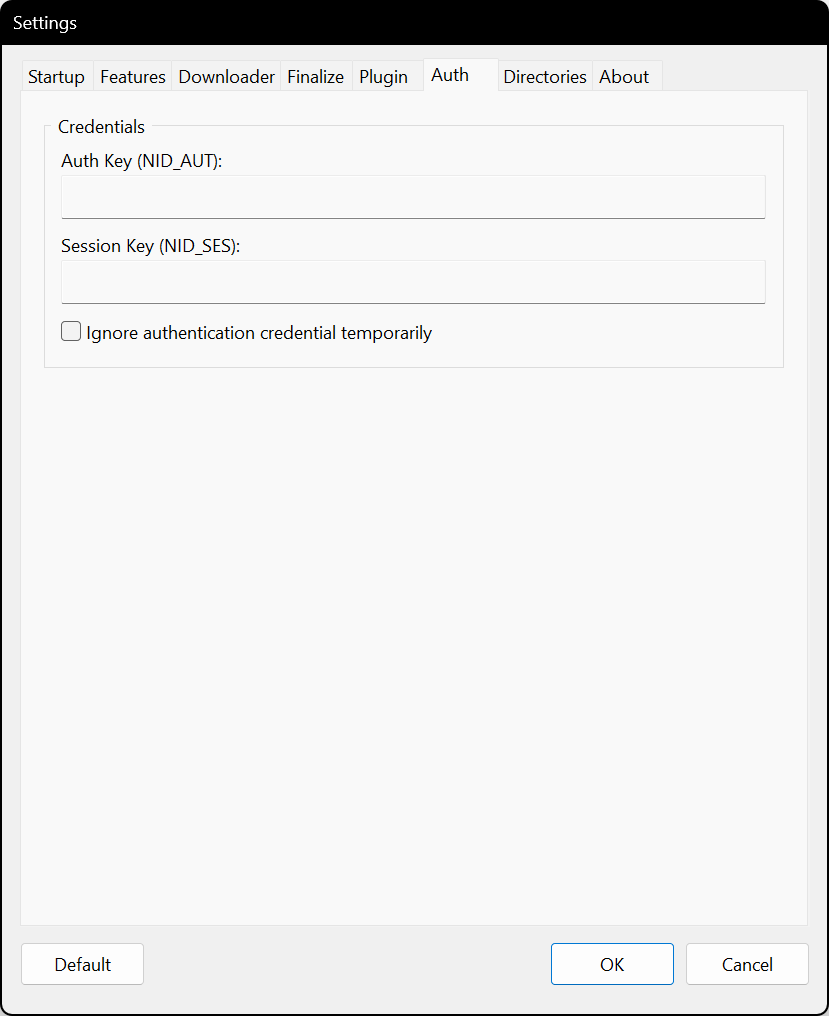 Settings
Startup Features Downloader Finalize Plugin Auth Directories About
Credentials
Auth Key (NID_AUT):
Session Key (NID_SES):
Ignore authentication credential temporarily
Default OK Cancel